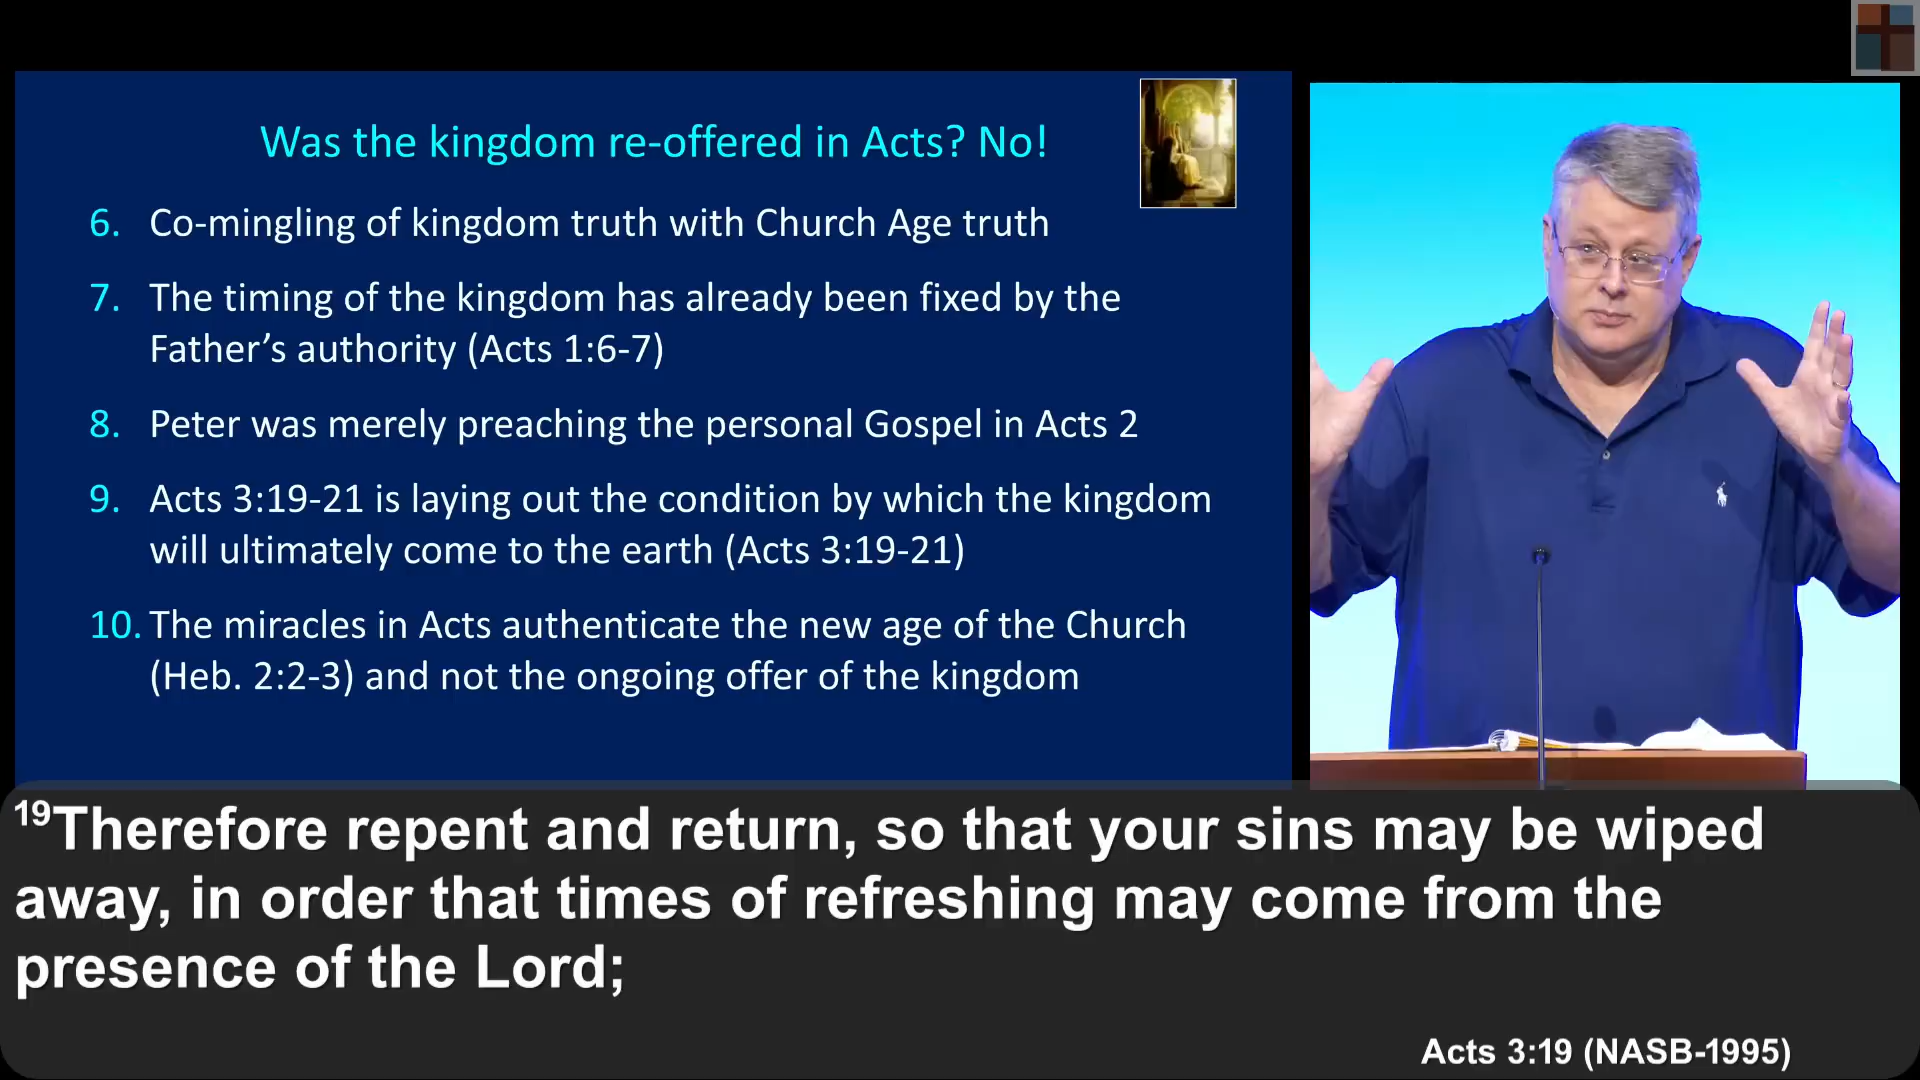 Was the kingdom re-offered in Acts? No!
6. Co-mingling of kingdom truth with Church Age truth
7. The timing of the kingdom has already been fixed by the
Father’s authority (Acts 1:6-7)
8. Peter was merely preaching the personal Gospel in Acts 2
9. Acts 3:19-21 is laying out the condition by which the kingdom
will ultimately come to the earth (Acts 3:19-21)
10. The miracles in Acts authenticate the new age of the Church
(Heb. 2:2-3) and not the ongoing offer of the kingdom
19Therefore repent and return, so that your sins may be wiped
away, in order that times of refreshing may come from the
presence of the Lord;
Acts 3:19 (NASB-1995)